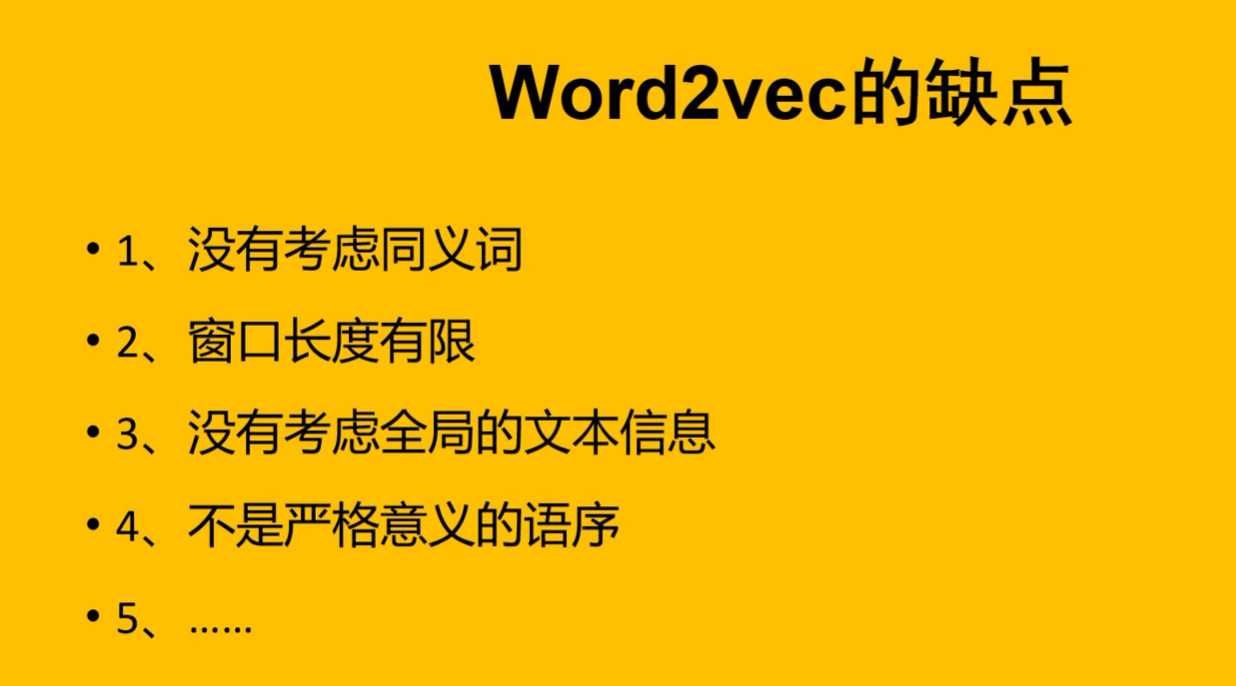 Word2vec的缺点
• 1、没有考虑同义词
• 2、窗口长度有限
• 3、没有考虑全局的文本信息
• 4、不是严格意义的语序
• 5、……